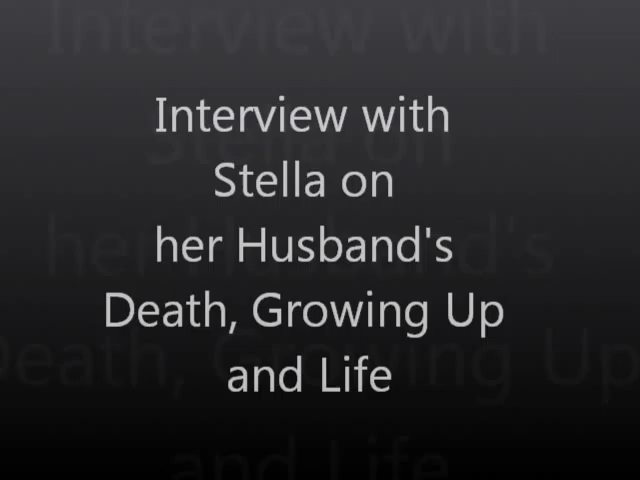 Interview with
Stella on
her Husband's
Death, Growing Up
and Life